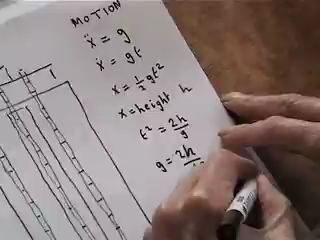 MOTION
ẍ = g
ẋ = gt
x = ½gt²
x = height h
t² = 2h/g
g = 2h/